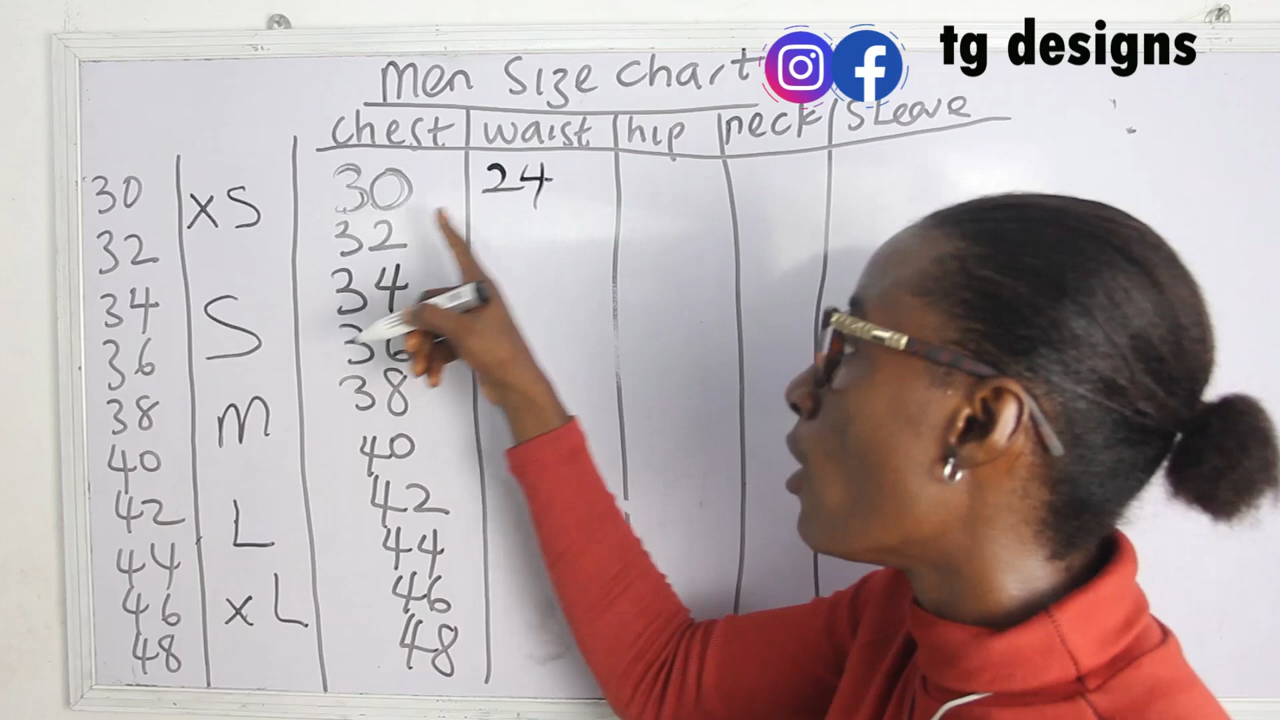 tg designs
men size chart
chest waist hip neck sleeve
30 xS 30 24
32 32
34 S 34
36 36
38 m 38
40 40
42 L 42
44 44
46 xL 46
48 48